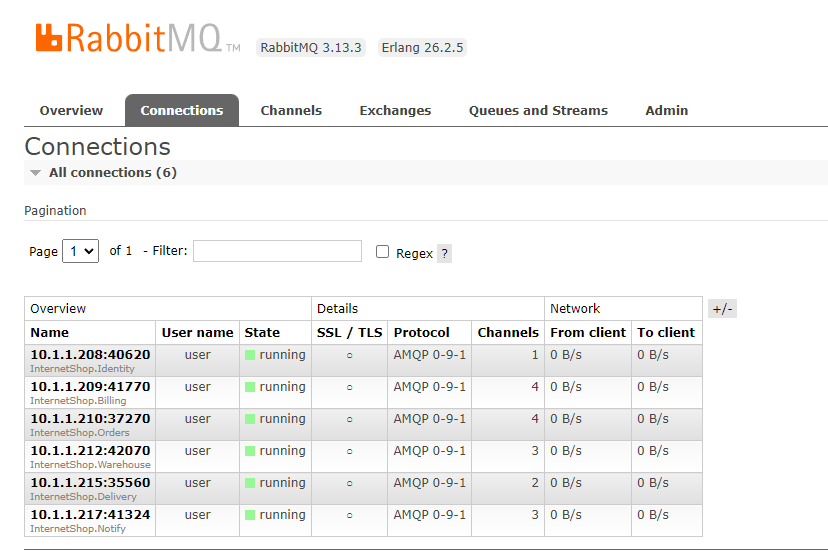 RabbitMQ TM RabbitMQ 3.13.3 Erlang 26.2.5
Overview Connections Channels Exchanges Queues and Streams Admin
Connections
All connections (6)
Pagination
Page 1 of 1 - Filter: Regex ?
Overview Details Network +/-
Name User name State SSL / TLS Protocol Channels From client To client
10.1.1.208:40620 user running ○ AMQP 0-9-1 1 0 B/s 0 B/s
InternetShop.Identity
10.1.1.209:41770 user running ○ AMQP 0-9-1 4 0 B/s 0 B/s
InternetShop.Billing
10.1.1.210:37270 user running ○ AMQP 0-9-1 4 0 B/s 0 B/s
InternetShop.Orders
10.1.1.212:42070 user running ○ AMQP 0-9-1 3 0 B/s 0 B/s
InternetShop.Warehouse
10.1.1.215:35560 user running ○ AMQP 0-9-1 2 0 B/s 0 B/s
InternetShop.Delivery
10.1.1.217:41324 user running ○ AMQP 0-9-1 3 0 B/s 0 B/s
InternetShop.Notify